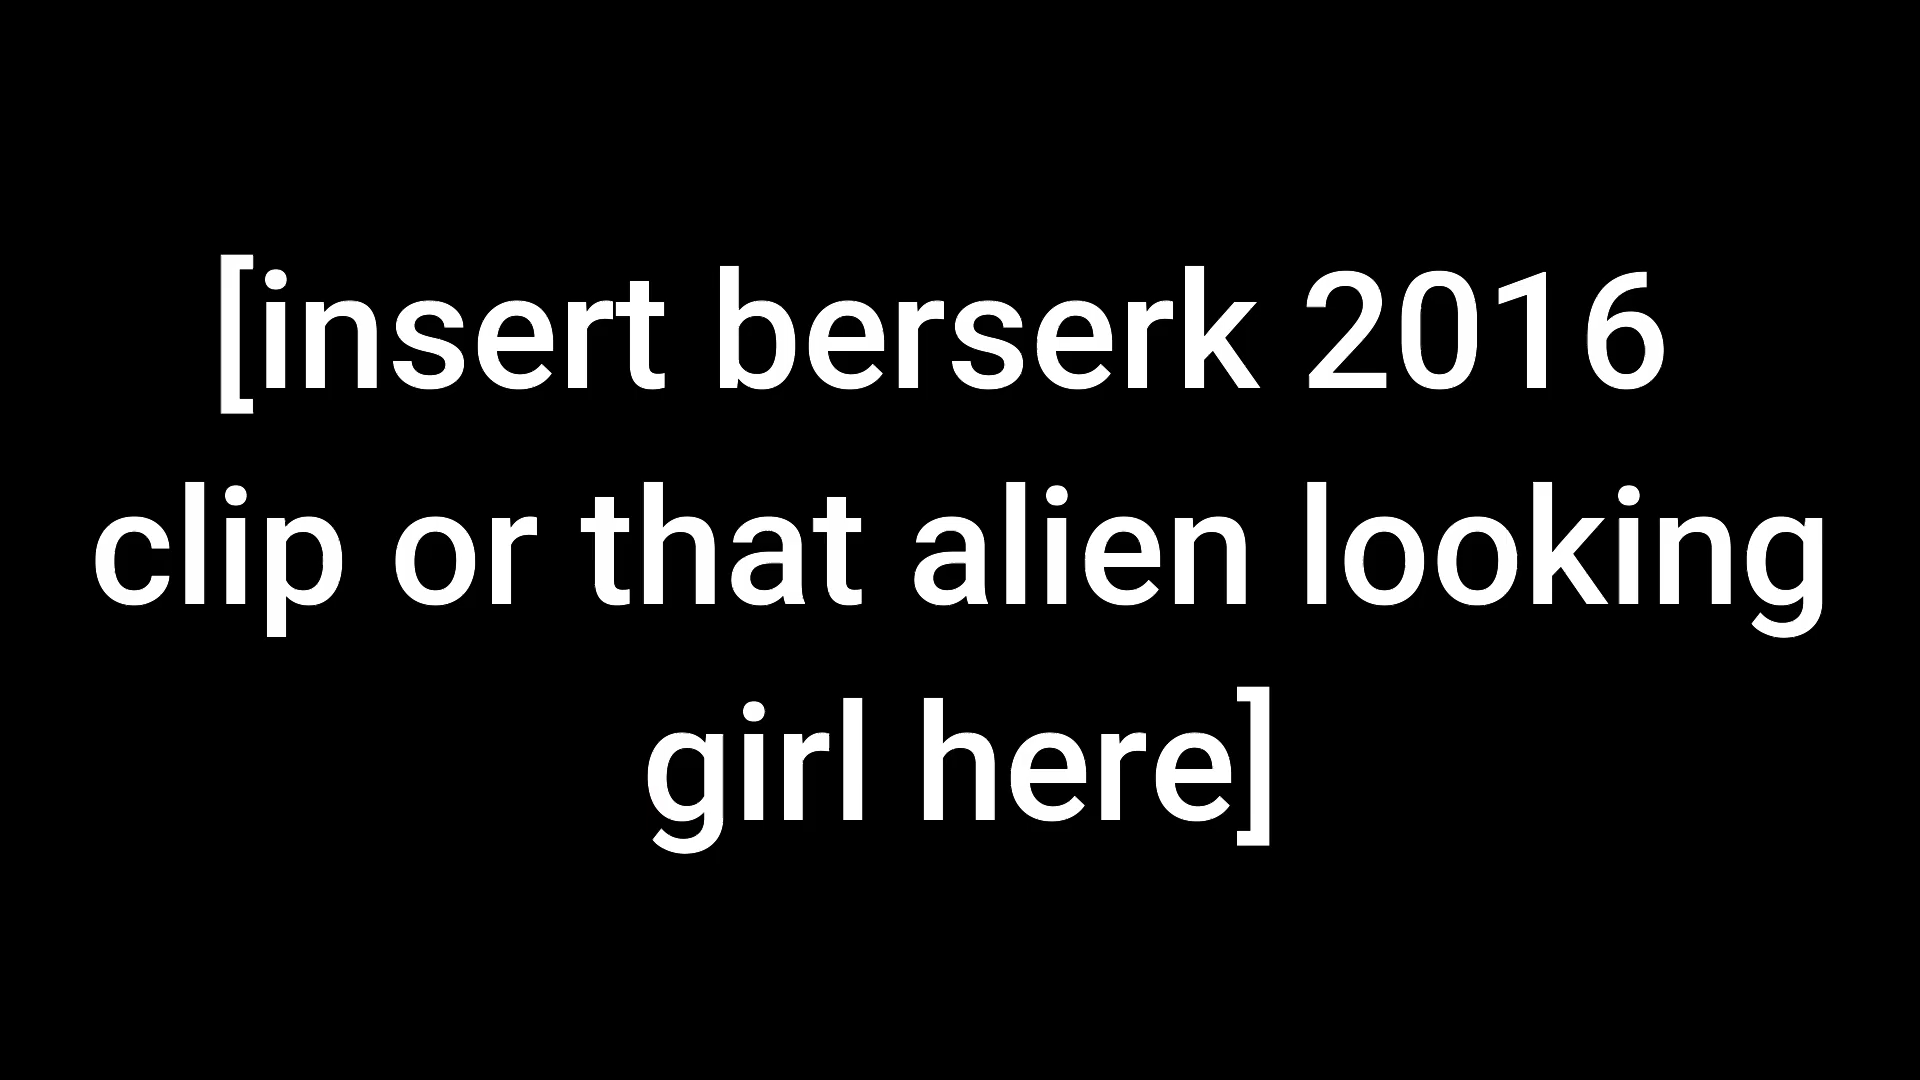 [insert berserk 2016
clip or that alien looking
girl here]